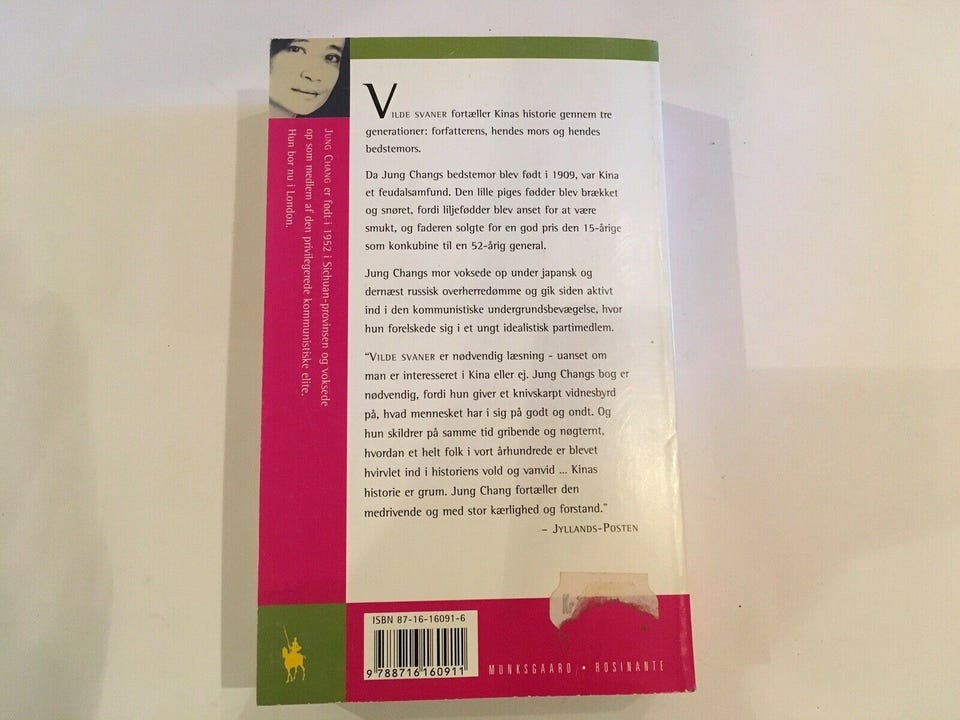 VILDE SVANER fortæller Kinas historie gennem tre
generationer: forfatterens, hendes mors og hendes
bedstemors.
Da Jung Changs bedstemor blev født i 1909, var Kina
et feudalsamfund. Den lille piges fødder blev brækket
og snøret, fordi liljefødder blev anset for at være
smukt, og faderen solgte for en god pris den 15-årige
som konkubine til en 52-årig general.
Jung Changs mor voksede op under japansk og
dernæst russisk overherredømme og gik siden aktivt
ind i den kommunistiske undergrundsbevægelse, hvor
hun forelskede sig i et ungt idealistisk partimedlem.
"VILDE SVANER er nødvendig læsning - uanset om
man er interesseret i Kina eller ej. Jung Changs bog er
nødvendig, fordi hun giver et knivskarpt vidnesbyrd
på, hvad mennesket har i sig på godt og ondt. Og
hun skildrer på samme tid gribende og nøgternt,
hvordan et helt folk i vort århundrede er blevet
hvirvlet ind i historiens vold og vanvid ... Kinas
historie er grum. Jung Chang fortæller den
medrivende og med stor kærlighed og forstand."
– JYLLANDS-POSTEN
JUNG CHANG er født i 1952 i Sichuan-provinsen og voksede
op som medlem af den privilegerede kommunistiske elite.
Hun bor nu i London.
ISBN 87-16-16091-6
9 788716 160911
MUNKSGAARD • ROSINANTE